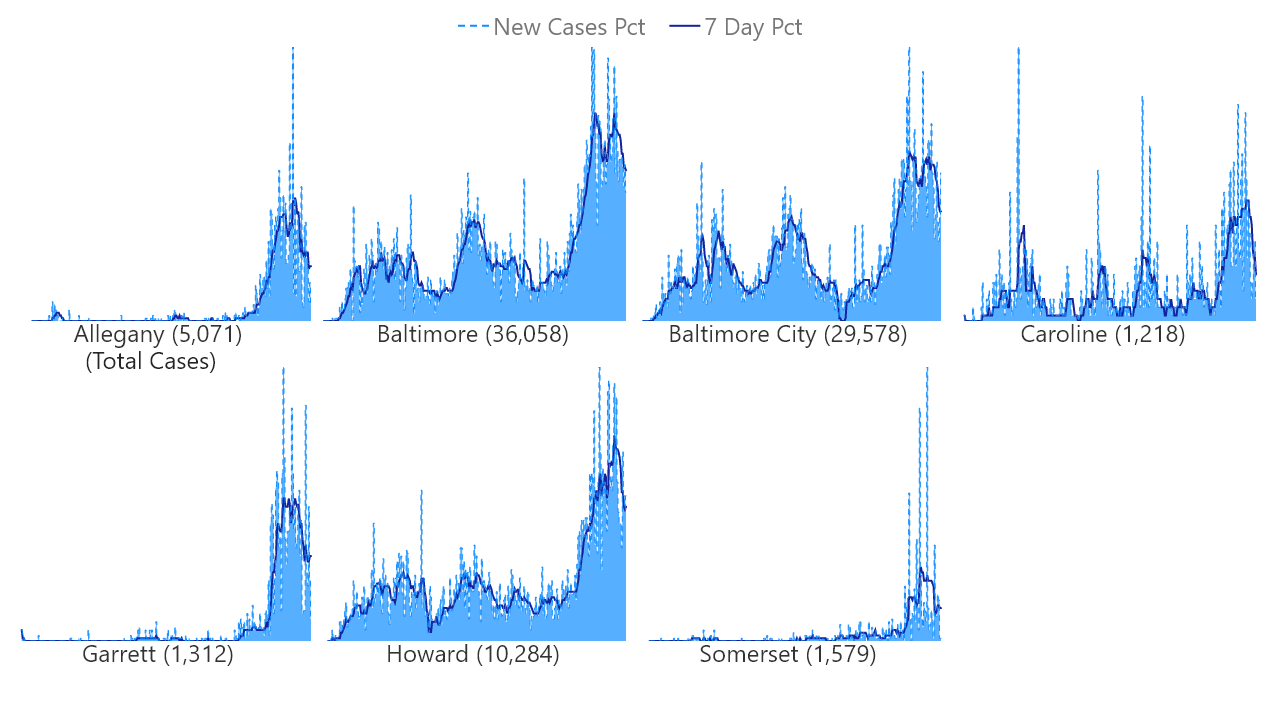 New Cases Pct 7 Day Pct
Allegany (5,071) Baltimore (36,058) Baltimore City (29,578) Caroline (1,218)
(Total Cases)
Garrett (1,312) Howard (10,284) Somerset (1,579)